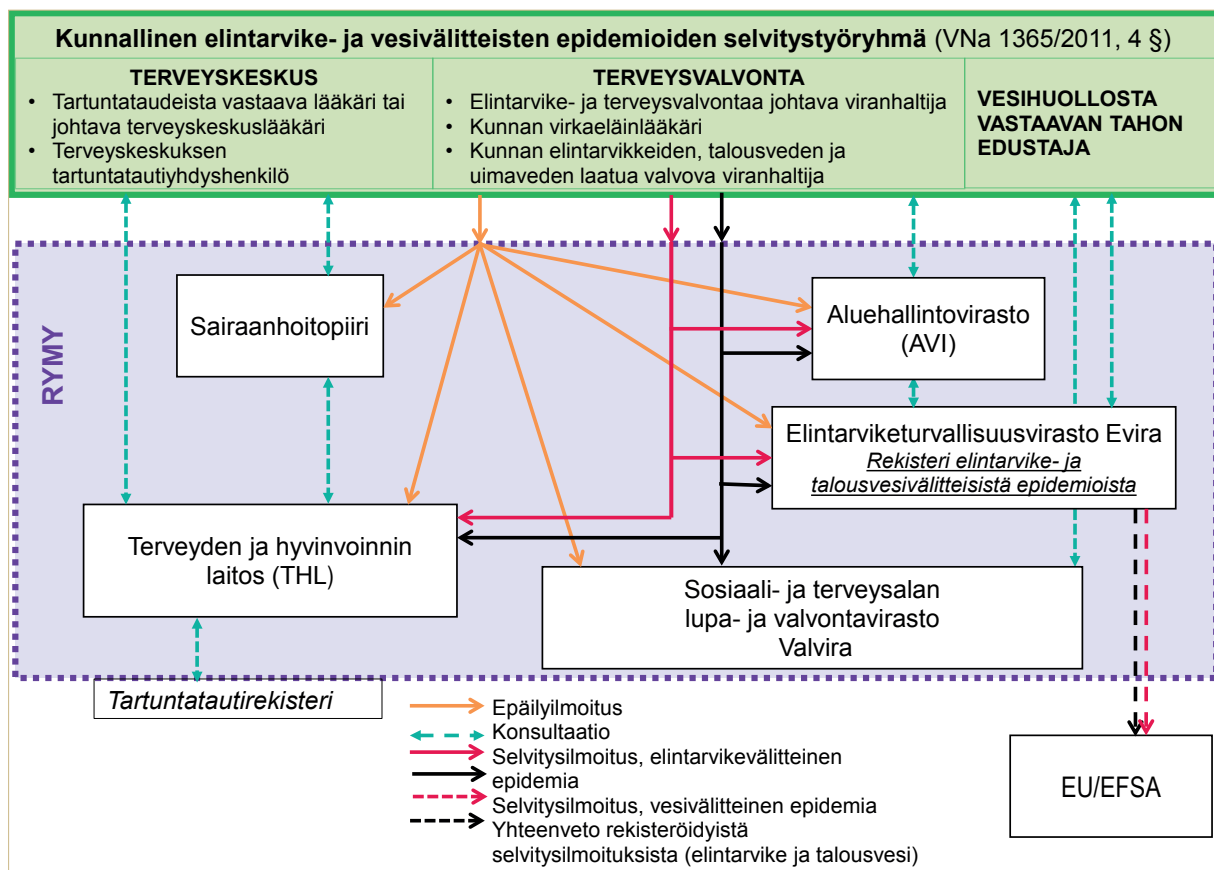 Kunnallinen elintarvike- ja vesivälitteisten epidemioiden selvitystyöryhmä (VNa 1365/2011, 4 §)
TERVEYSKESKUS
• Tartuntataudeista vastaava lääkäri tai
johtava terveyskeskuslääkäri
• Terveyskeskuksen
tartuntatautiyhdyshenkilö
TERVEYSVALVONTA
• Elintarvike- ja terveysvalvontaa johtava viranhaltija
• Kunnan virkaeläinlääkäri
• Kunnan elintarvikkeiden, talousveden ja
uimaveden laatua valvova viranhaltija
VESIHUOLLOSTA
VASTAAVAN TAHON
EDUSTAJA
RYMY
Sairaanhoitopiiri
Aluehallintovirasto
(AVI)
Elintarviketurvallisuusvirasto Evira
Rekisteri elintarvike- ja
talousvesivälitteisistä epidemioista
Terveyden ja hyvinvoinnin
laitos (THL)
Sosiaali- ja terveysalan
lupa- ja valvontavirasto
Valvira
Tartuntatautirekisteri
Epäilyilmoitus
Konsultaatio
Selvitysilmoitus, elintarvikevälitteinen
epidemia
Selvitysilmoitus, vesivälitteinen epidemia
Yhteenveto rekisteröidyistä
selvitysilmoituksista (elintarvike ja talousvesi)
EU/EFSA